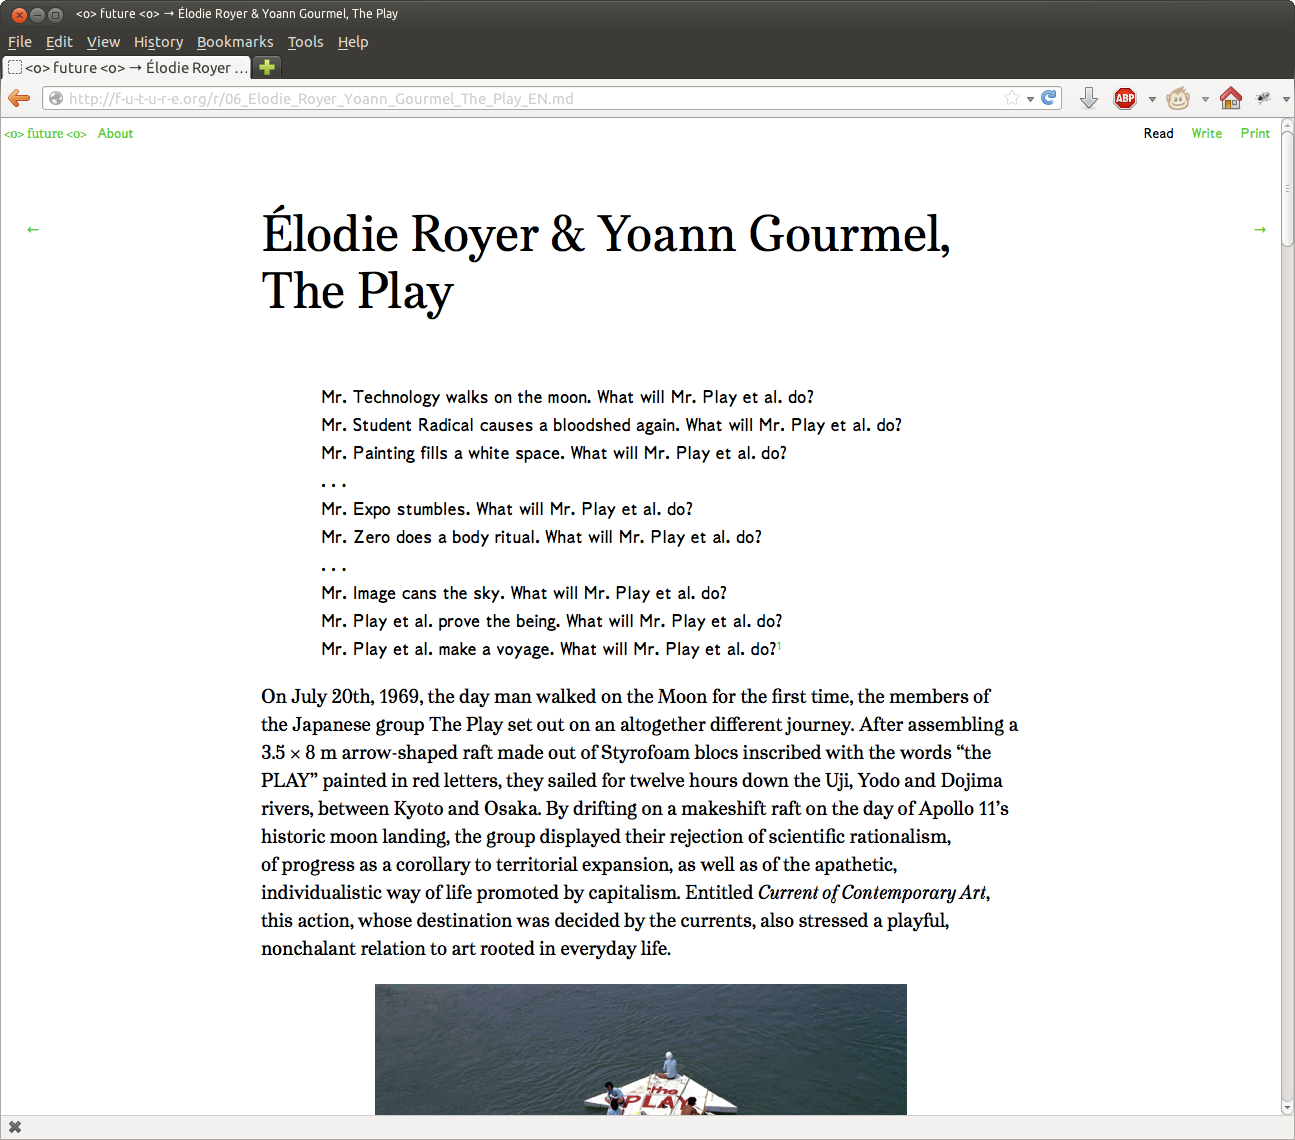 <o> future <o> → Élodie Royer & Yoann Gourmel, The Play
File Edit View History Bookmarks Tools Help
<o> future <o> → Élodie Royer ...
http://f-u-t-u-r-e.org/r/06_Elodie_Royer_Yoann_Gourmel_The_Play_EN.md
ABP
<o> future <o> About
Read Write Print
← →
Élodie Royer & Yoann Gourmel,
The Play
Mr. Technology walks on the moon. What will Mr. Play et al. do?
Mr. Student Radical causes a bloodshed again. What will Mr. Play et al. do?
Mr. Painting fills a white space. What will Mr. Play et al. do?
. . .
Mr. Expo stumbles. What will Mr. Play et al. do?
Mr. Zero does a body ritual. What will Mr. Play et al. do?
. . .
Mr. Image cans the sky. What will Mr. Play et al. do?
Mr. Play et al. prove the being. What will Mr. Play et al. do?
Mr. Play et al. make a voyage. What will Mr. Play et al. do?1
On July 20th, 1969, the day man walked on the Moon for the first time, the members of
the Japanese group The Play set out on an altogether different journey. After assembling a
3.5 × 8 m arrow-shaped raft made out of Styrofoam blocs inscribed with the words “the
PLAY” painted in red letters, they sailed for twelve hours down the Uji, Yodo and Dojima
rivers, between Kyoto and Osaka. By drifting on a makeshift raft on the day of Apollo 11’s
historic moon landing, the group displayed their rejection of scientific rationalism,
of progress as a corollary to territorial expansion, as well as of the apathetic,
individualistic way of life promoted by capitalism. Entitled Current of Contemporary Art,
this action, whose destination was decided by the currents, also stressed a playful,
nonchalant relation to art rooted in everyday life.
the
PLAY